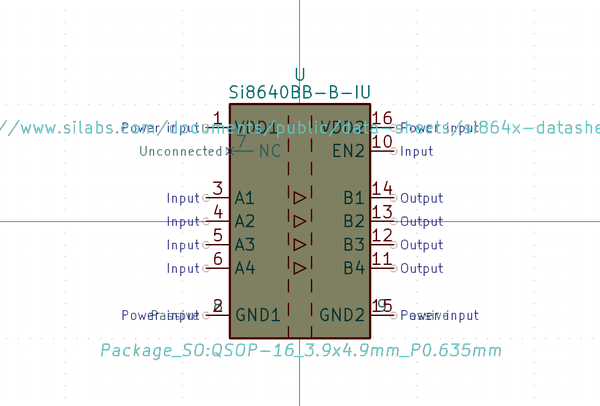 U
Si8640BB-B-IU
//www.silabs.com/documents/public/data-sheets/si864x-datashe
Power input 1 VDD1 VDD2 16 Power input
Unconnected 7 NC EN2 10 Input
Input 3 A1 B1 14 Output
Input 4 A2 B2 13 Output
Input 5 A3 B3 12 Output
Input 6 A4 B4 11 Output
Power input 2 GND1 GND2 15 Power input
Passive 8 9 Passive
Package_SO:QSOP-16_3.9x4.9mm_P0.635mm